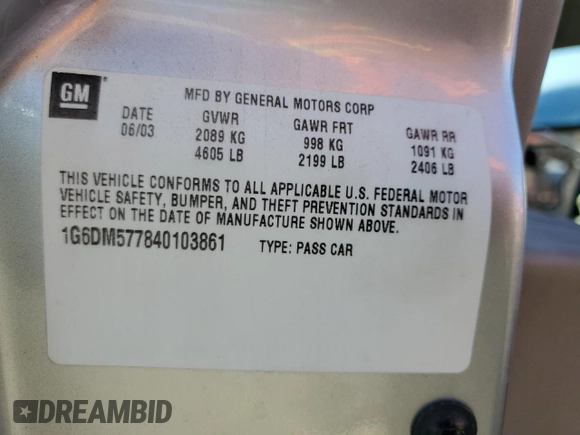 GM
MFD BY GENERAL MOTORS CORP
DATE GVWR GAWR FRT GAWR RR
06/03 2089 KG 998 KG 1091 KG
4605 LB 2199 LB 2406 LB
THIS VEHICLE CONFORMS TO ALL APPLICABLE U.S. FEDERAL MOTOR
VEHICLE SAFETY, BUMPER, AND THEFT PREVENTION STANDARDS IN
EFFECT ON THE DATE OF MANUFACTURE SHOWN ABOVE.
1G6DM577840103861 TYPE: PASS CAR
DREAMBID